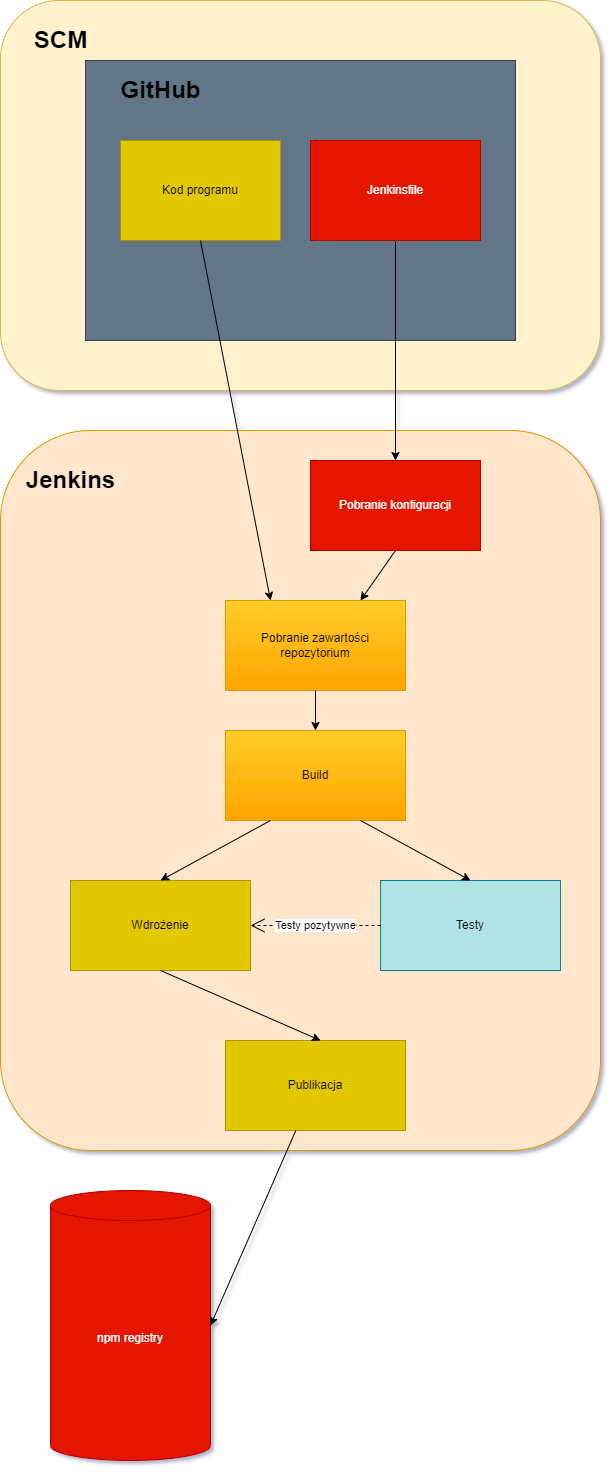 SCM
GitHub
Kod programu
Jenkinsfile
Jenkins
Pobranie konfiguracji
Pobranie zawartości
repozytorium
Build
Wdrożenie
Testy pozytywne
Testy
Publikacja
npm registry